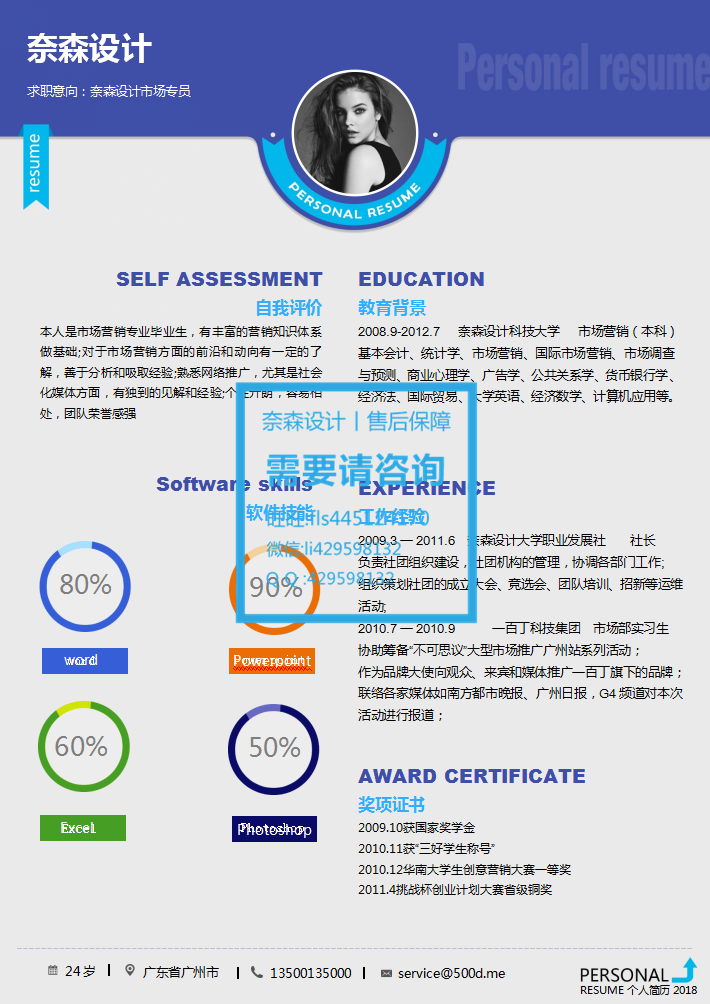 奈森设计
求职意向：奈森设计市场专员
Personal resume
resume
PERSONAL RESUME
SELF ASSESSMENT
自我评价
本人是市场营销专业毕业生，有丰富的营销知识体系
做基础;对于市场营销方面的前沿和动向有一定的了
解，善于分析和吸取经验;熟悉网络推广，尤其是社会
化媒体方面，有独到的见解和经验;个性开朗，容易相
处，团队荣誉感强
EDUCATION
教育背景
2008.9-2012.7 奈森设计科技大学 市场营销（本科）
基本会计、统计学、市场营销、国际市场营销、市场调查
与预测、商业心理学、广告学、公共关系学、货币银行学、
经济法、国际贸易、大学英语、经济数学、计算机应用等。
奈森设计丨售后保障
需要请咨询
微信:li429598132
Q Q :429598132
Software skills
软件技能
80%
word
90%
Powerpoint
60%
Excel
50%
Photoshop
EXPERIENCE
工作经验
2009.3 — 2011.6 奈森设计大学职业发展社 社长
负责社团组织建设，社团机构的管理，协调各部门工作;
组织策划社团的成立大会、竞选会、团队培训、招新等运维
活动;
2010.7 — 2010.9 一百丁科技集团 市场部实习生
协助筹备“不可思议”大型市场推广广州站系列活动；
作为品牌大使向观众、来宾和媒体推广一百丁旗下的品牌；
联络各家媒体如南方都市晚报、广州日报，G4 频道对本次
活动进行报道；
AWARD CERTIFICATE
奖项证书
2009.10获国家奖学金
2010.11获“三好学生称号”
2010.12华南大学生创意营销大赛一等奖
2011.4挑战杯创业计划大赛省级铜奖
24 岁 | 广东省广州市 | 13500135000 | service@500d.me
PERSONAL
RESUME 个人简历 2018